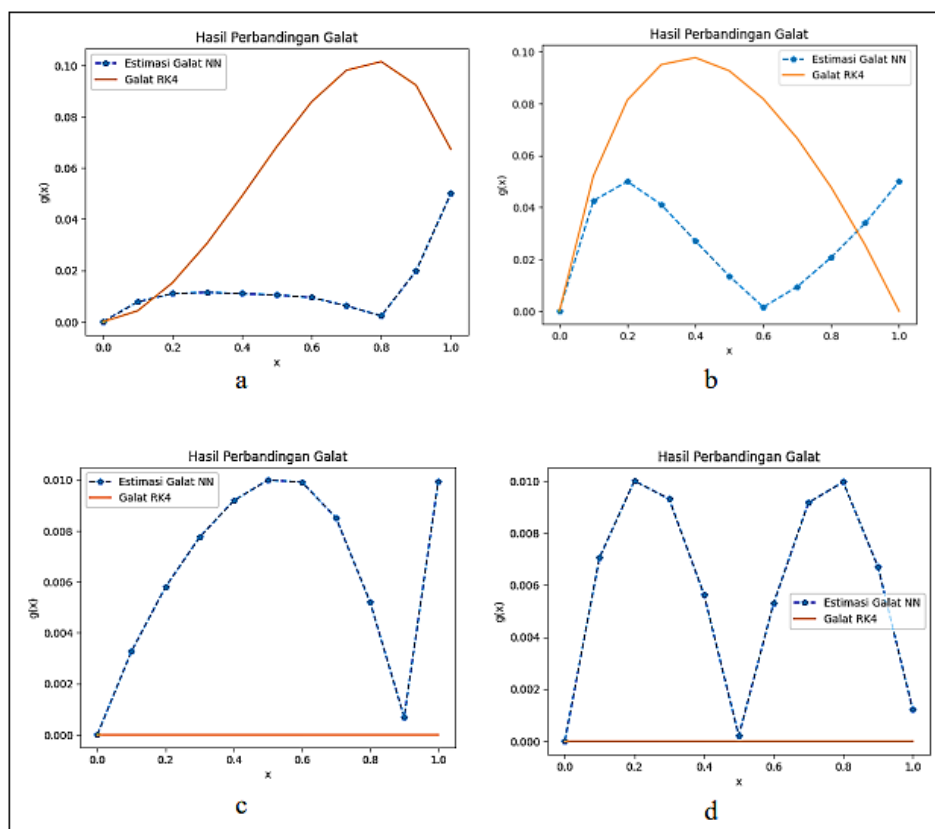 Hasil Perbandingan Galat
Estimasi Galat NN
Galat RK4
g(x)
0.10
0.08
0.06
0.04
0.02
0.00
0.0 0.2 0.4 0.6 0.8 1.0
x
a
Hasil Perbandingan Galat
Estimasi Galat NN
Galat RK4
g(x)
0.10
0.08
0.06
0.04
0.02
0.00
0.0 0.2 0.4 0.6 0.8 1.0
x
b
Hasil Perbandingan Galat
Estimasi Galat NN
Galat RK4
g(x)
0.010
0.008
0.006
0.004
0.002
0.000
0.0 0.2 0.4 0.6 0.8 1.0
x
c
Hasil Perbandingan Galat
Estimasi Galat NN
Galat RK4
g(x)
0.010
0.008
0.006
0.004
0.002
0.000
0.0 0.2 0.4 0.6 0.8 1.0
x
d